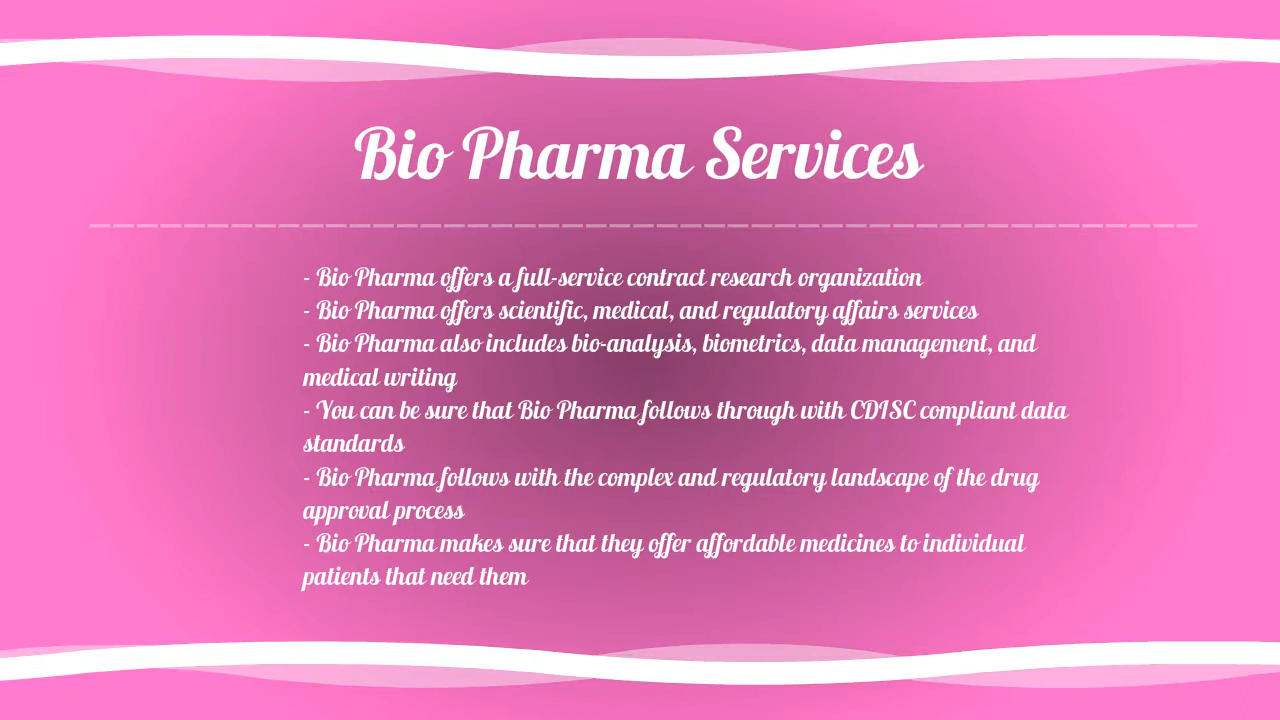 Bio Pharma Services
- Bio Pharma offers a full-service contract research organization
- Bio Pharma offers scientific, medical, and regulatory affairs services
- Bio Pharma also includes bio-analysis, biometrics, data management, and
medical writing
- You can be sure that Bio Pharma follows through with CDISC compliant data
standards
- Bio Pharma follows with the complex and regulatory landscape of the drug
approval process
- Bio Pharma makes sure that they offer affordable medicines to individual
patients that need them